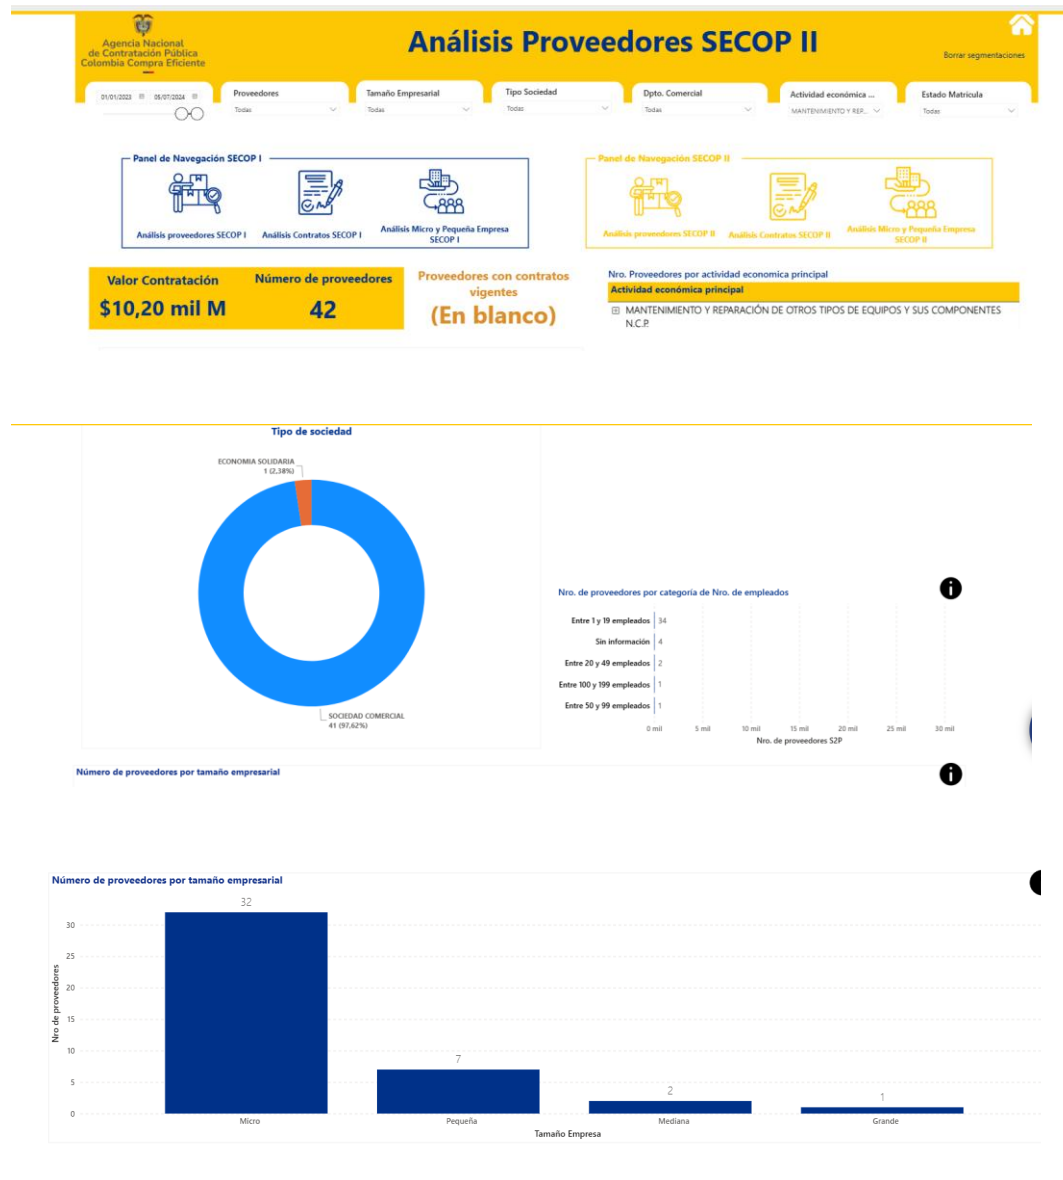 Agencia Nacional
de Contratación Pública
Colombia Compra Eficiente
Análisis Proveedores SECOP II
Borrar segmentaciones
01/01/2023 05/07/2024
Proveedores
Todas
Tamaño Empresarial
Todas
Tipo Sociedad
Todas
Dpto. Comercial
Todas
Actividad económica ...
MANTENIMIENTO Y REP...
Estado Matrícula
Todas
Panel de Navegación SECOP I
Análisis proveedores SECOP I
Análisis Contratos SECOP I
Análisis Micro y Pequeña Empresa
SECOP I
Panel de Navegación SECOP II
Análisis proveedores SECOP II
Análisis Contratos SECOP II
Análisis Micro y Pequeña Empresa
SECOP II
Valor Contratación
$10,20 mil M
Número de proveedores
42
Proveedores con contratos
vigentes
(En blanco)
Nro. Proveedores por actividad economica principal
Actividad económica principal
MANTENIMIENTO Y REPARACIÓN DE OTROS TIPOS DE EQUIPOS Y SUS COMPONENTES
N.C.P.
Tipo de sociedad
ECONOMIA SOLIDARIA
1 (2,38%)
SOCIEDAD COMERCIAL
41 (97,62%)
Nro. de proveedores por categoría de Nro. de empleados
Entre 1 y 19 empleados 34
Sin información 4
Entre 20 y 49 empleados 2
Entre 100 y 199 empleados 1
Entre 50 y 99 empleados 1
0 mil 5 mil 10 mil 15 mil 20 mil 25 mil 30 mil
Nro. de proveedores S2P
Número de proveedores por tamaño empresarial
Número de proveedores por tamaño empresarial
Nro de proveedores
30
25
20
15
10
5
0
32
7
2
1
Micro Pequeña Mediana Grande
Tamaño Empresa